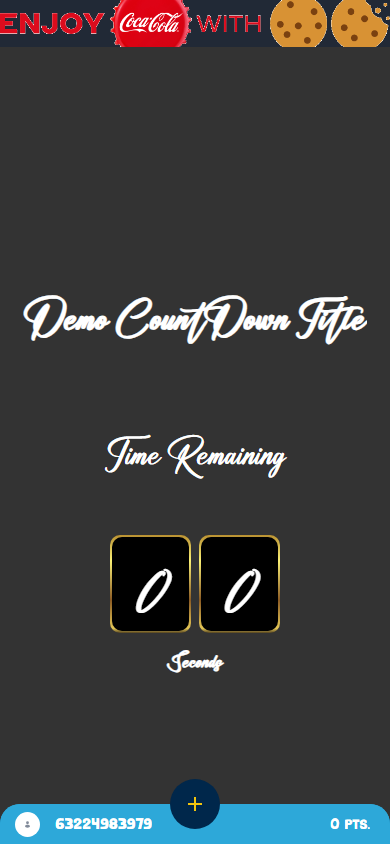 ENJOY Coca-Cola WITH
Demo CountDown Title
Time Remaining
0 0
Seconds
63224983979
0 PTS.